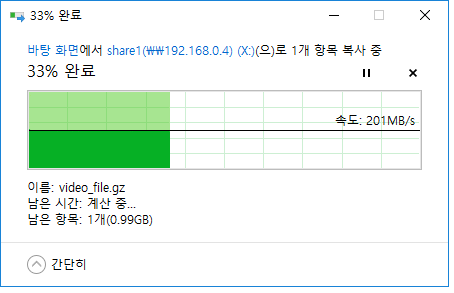 33% 완료
바탕 화면에서 share1(₩₩192.168.0.4) (X:)(으)로 1개 항목 복사 중
33% 완료
속도: 201MB/s
이름: video_file.gz
남은 시간: 계산 중...
남은 항목: 1개(0.99GB)
간단히